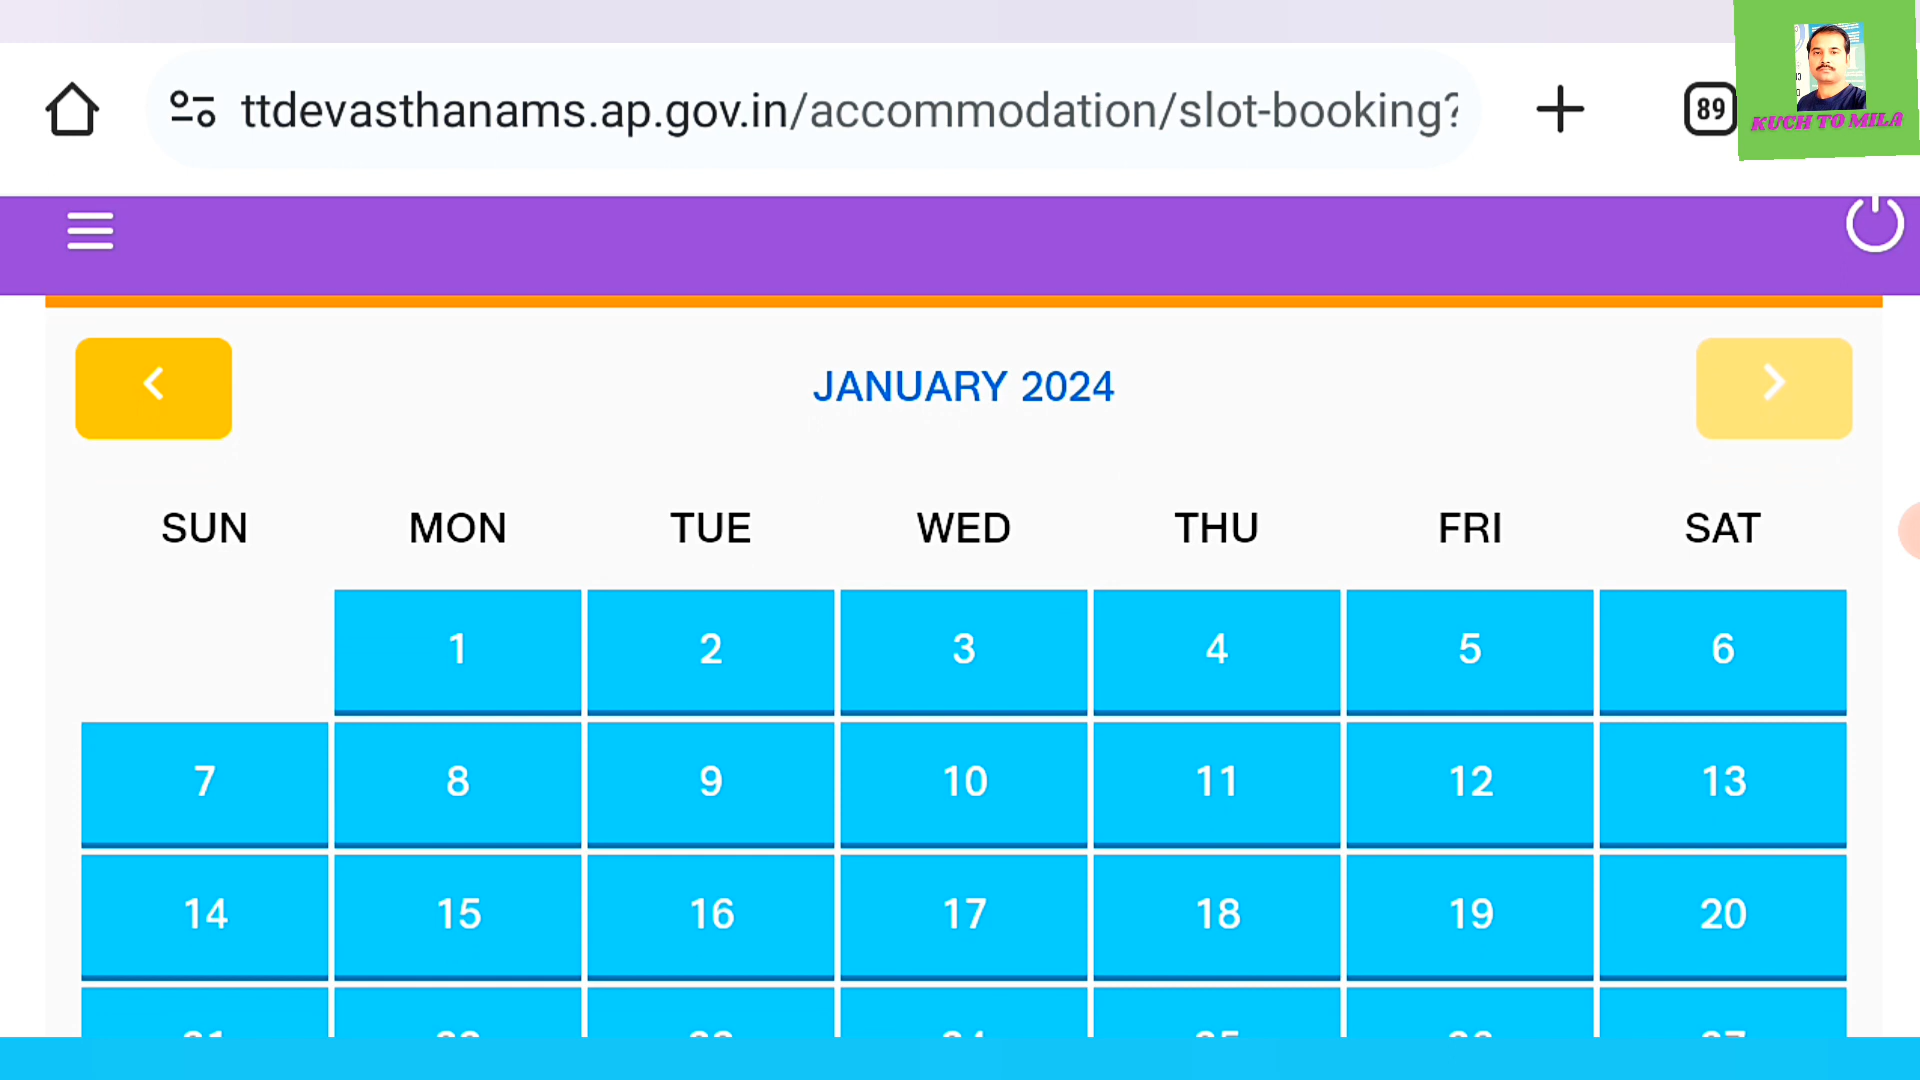 ttdevasthanams.ap.gov.in/accommodation/slot-booking?
89
KUCH TO MILA
JANUARY 2024
SUN MON TUE WED THU FRI SAT
1 2 3 4 5 6
7 8 9 10 11 12 13
14 15 16 17 18 19 20